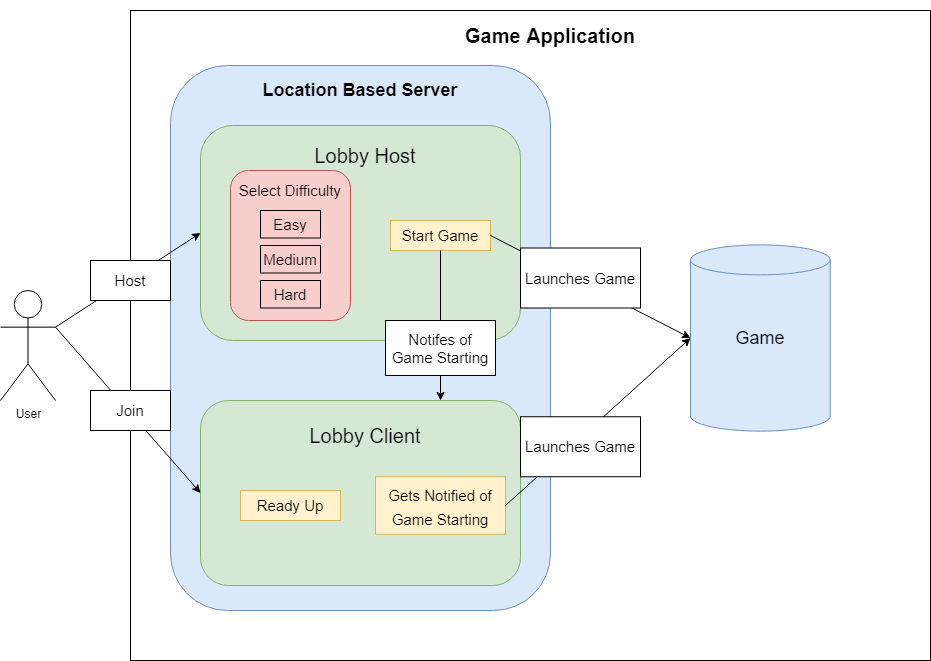 Game Application
Location Based Server
Lobby Host
Select Difficulty
Easy
Medium
Hard
Start Game
Launches Game
Host
Notifes of
Game Starting
Game
User
Join
Lobby Client
Launches Game
Ready Up
Gets Notified of
Game Starting